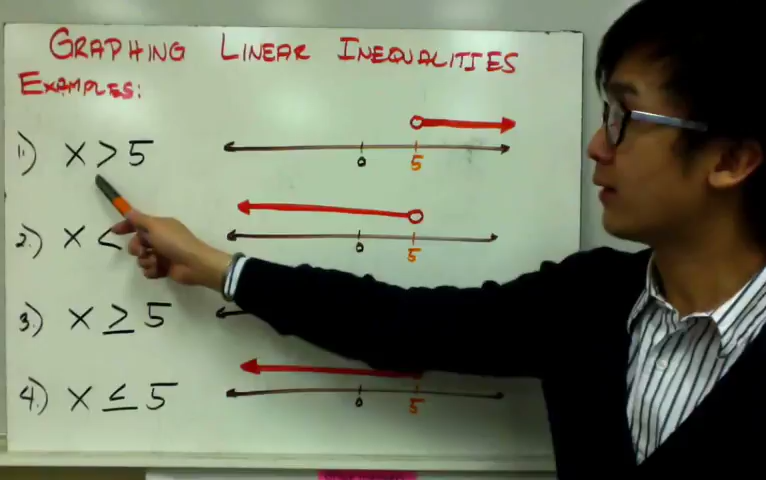 GRAPHING LINEAR INEQUALITIES
EXAMPLES:
1.) X > 5
0 5
2.) X <
0 5
3.) X ≥ 5
4.) X ≤ 5
0 5